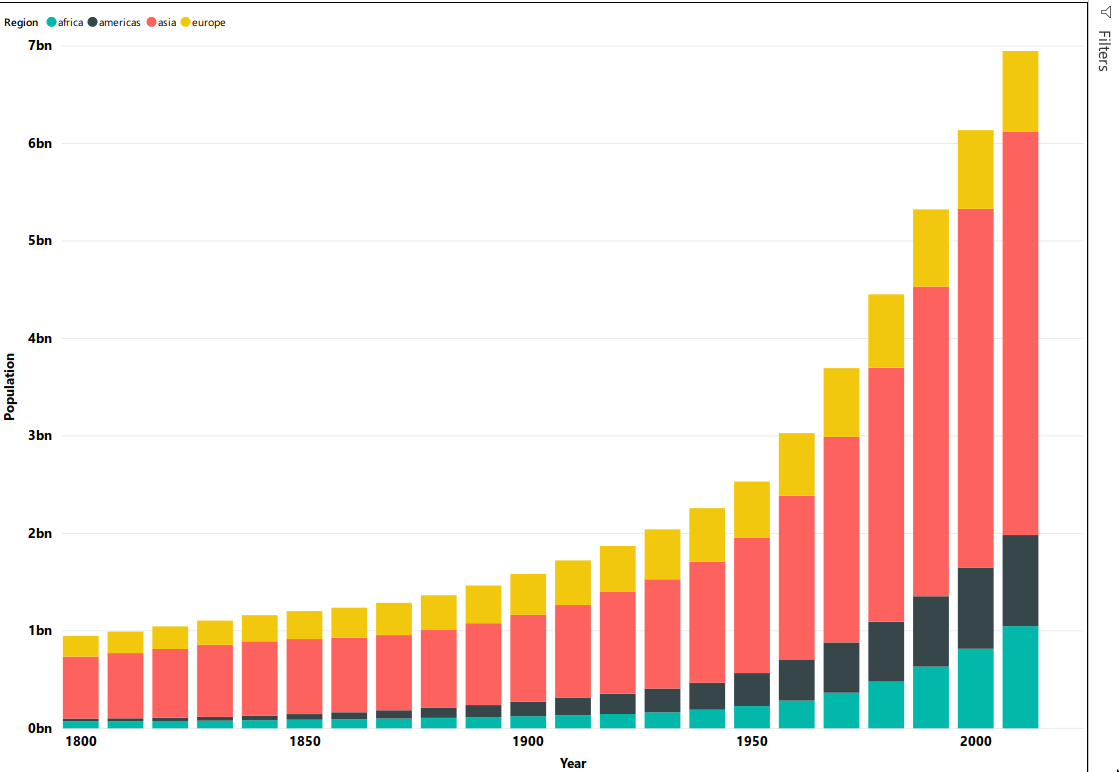 Region africa americas asia europe
Filters
7bn
6bn
5bn
4bn
3bn
2bn
1bn
0bn
Population
1800 1850 1900 1950 2000
Year